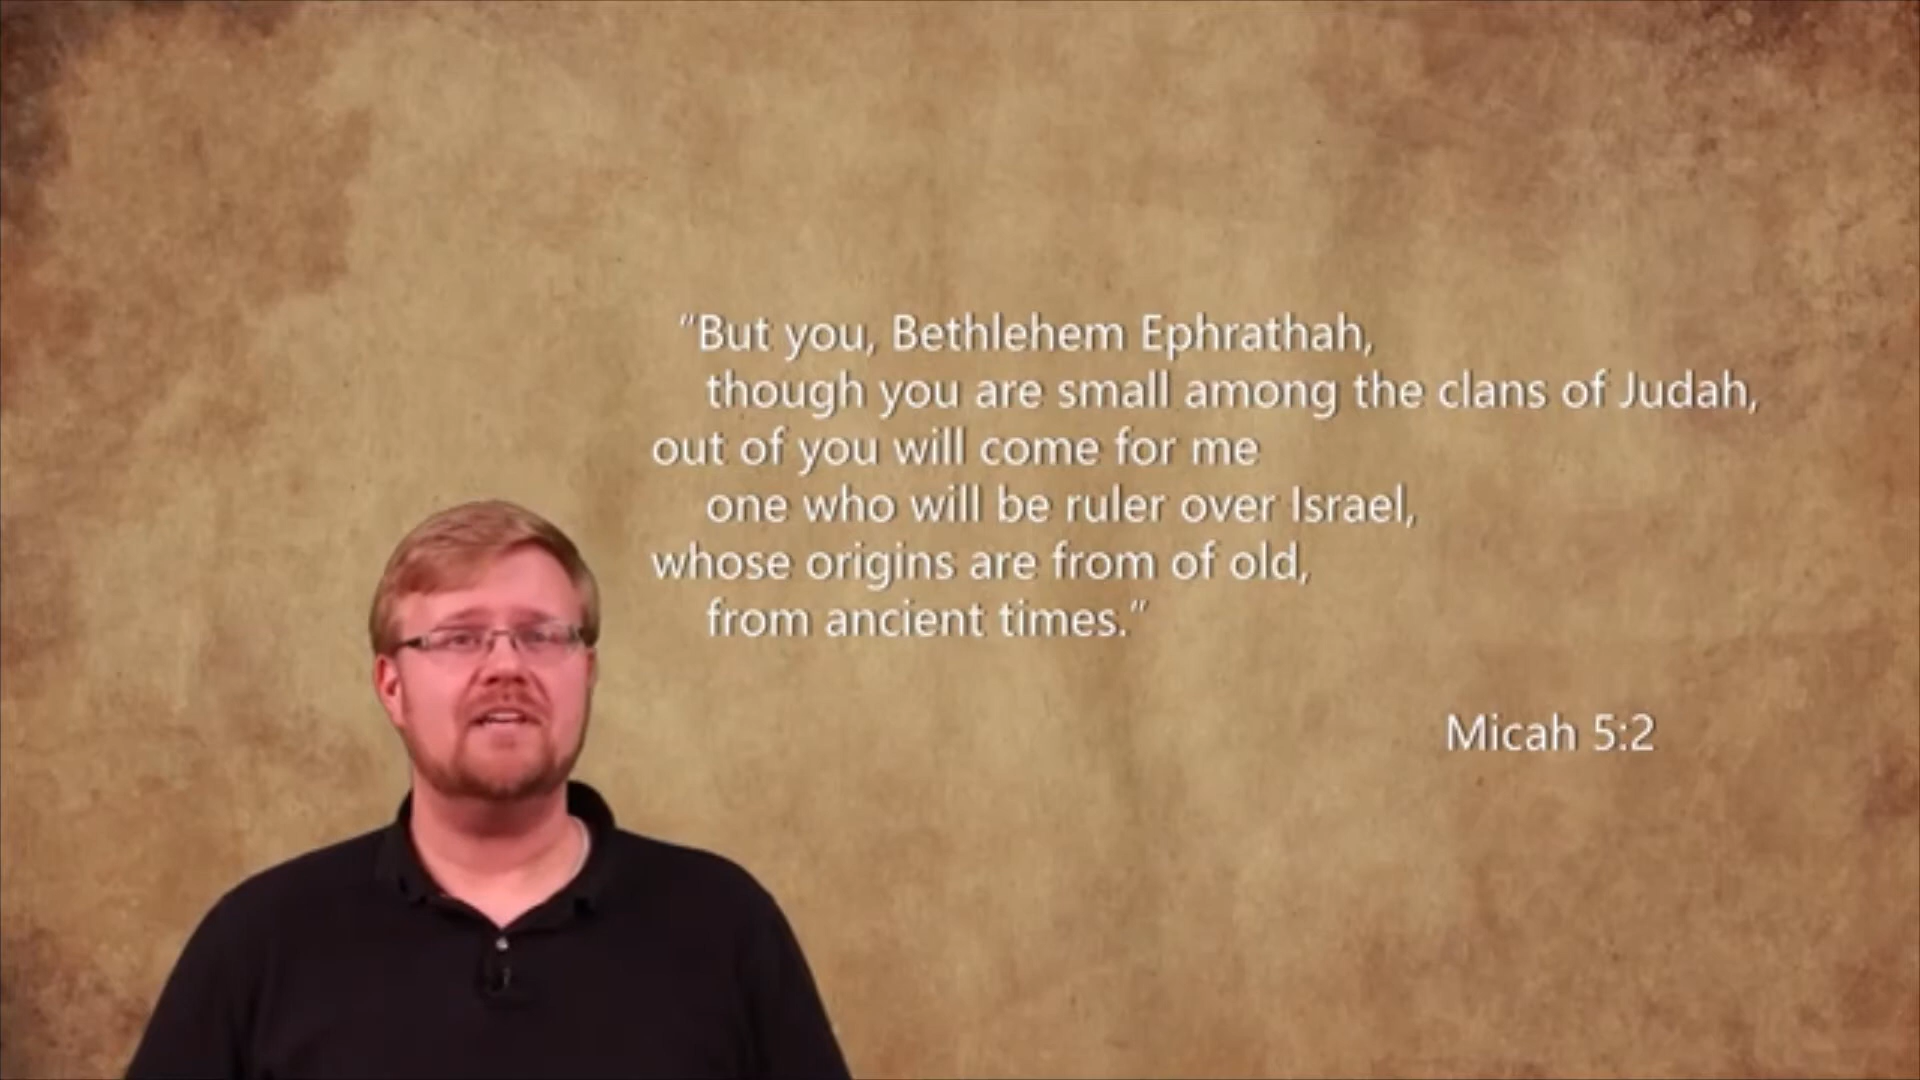 “But you, Bethlehem Ephrathah,
though you are small among the clans of Judah,
out of you will come for me
one who will be ruler over Israel,
whose origins are from of old,
from ancient times.”
Micah 5:2